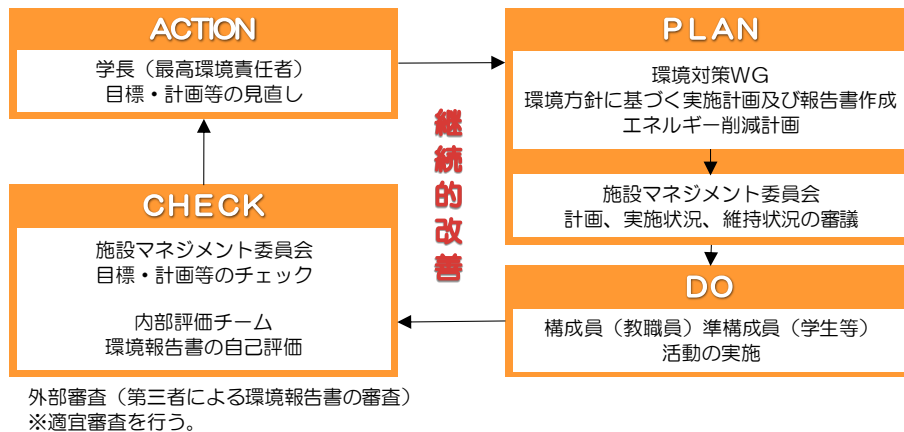 ACTION
学長（最高環境責任者）
目標・計画等の見直し
PLAN
環境対策WG
環境方針に基づく実施計画及び報告書作成
エネルギー削減計画
施設マネジメント委員会
計画、実施状況、維持状況の審議
継続的改善
CHECK
施設マネジメント委員会
目標・計画等のチェック
内部評価チーム
環境報告書の自己評価
DO
構成員（教職員）準構成員（学生等）
活動の実施
外部審査（第三者による環境報告書の審査）
※適宜審査を行う。